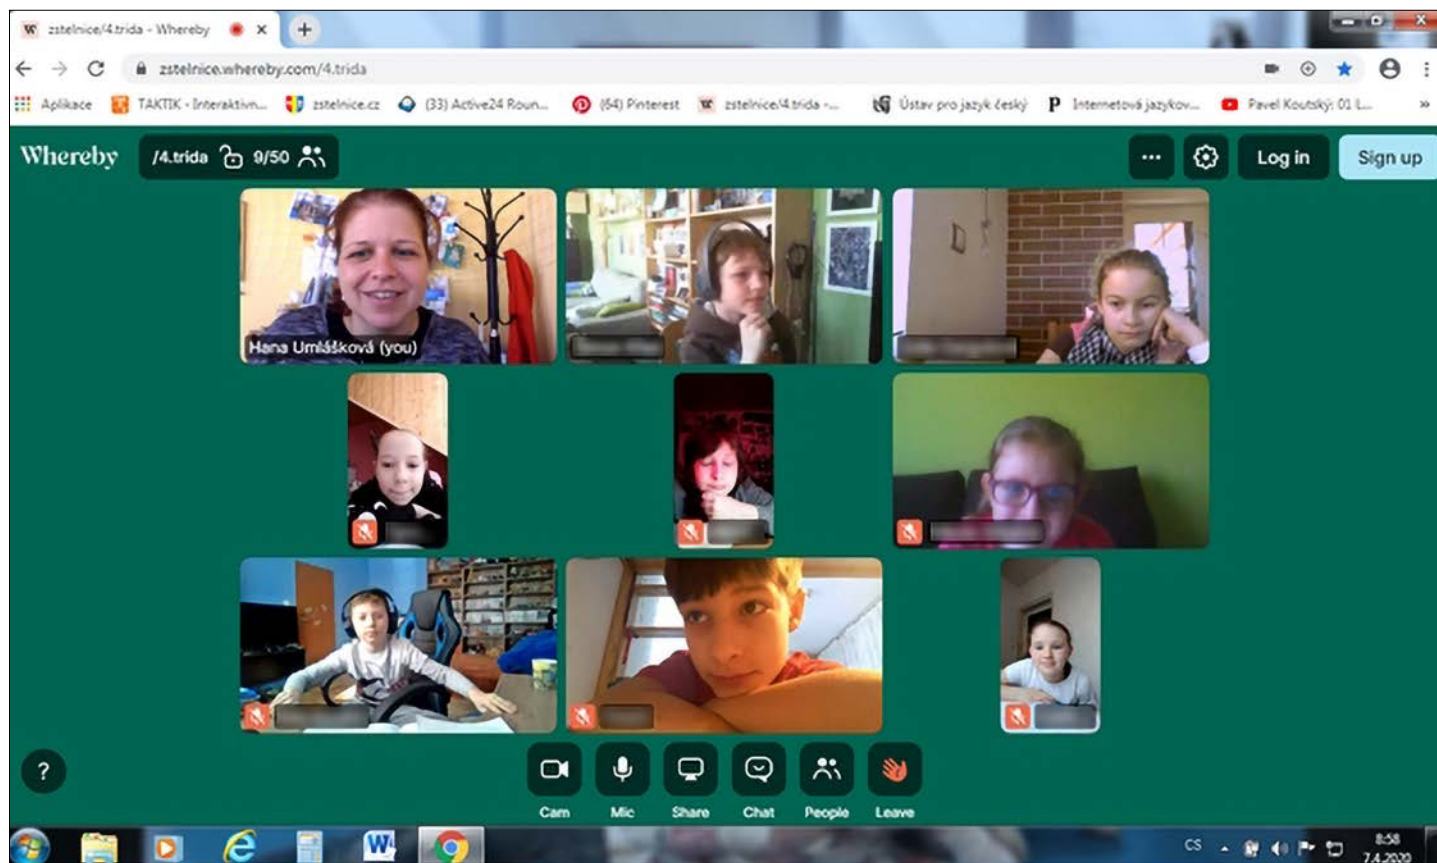 zstelnice/4.trida - Whereby
zstelnice.whereby.com/4.trida
Aplikace TAKTIK - Interaktivn... zstelnice.cz (33) Active24 Roun... (64) Pinterest zstelnice/4.trida -... Ústav pro jazyk český Internetová jazykov... Pavel Koutský: 01 L... »
Whereby /4.trida 9/50 ... Log in Sign up
Hana Umlášková (you)
?
Cam Mic Share Chat People Leave
CS 8:58
7.4.2020